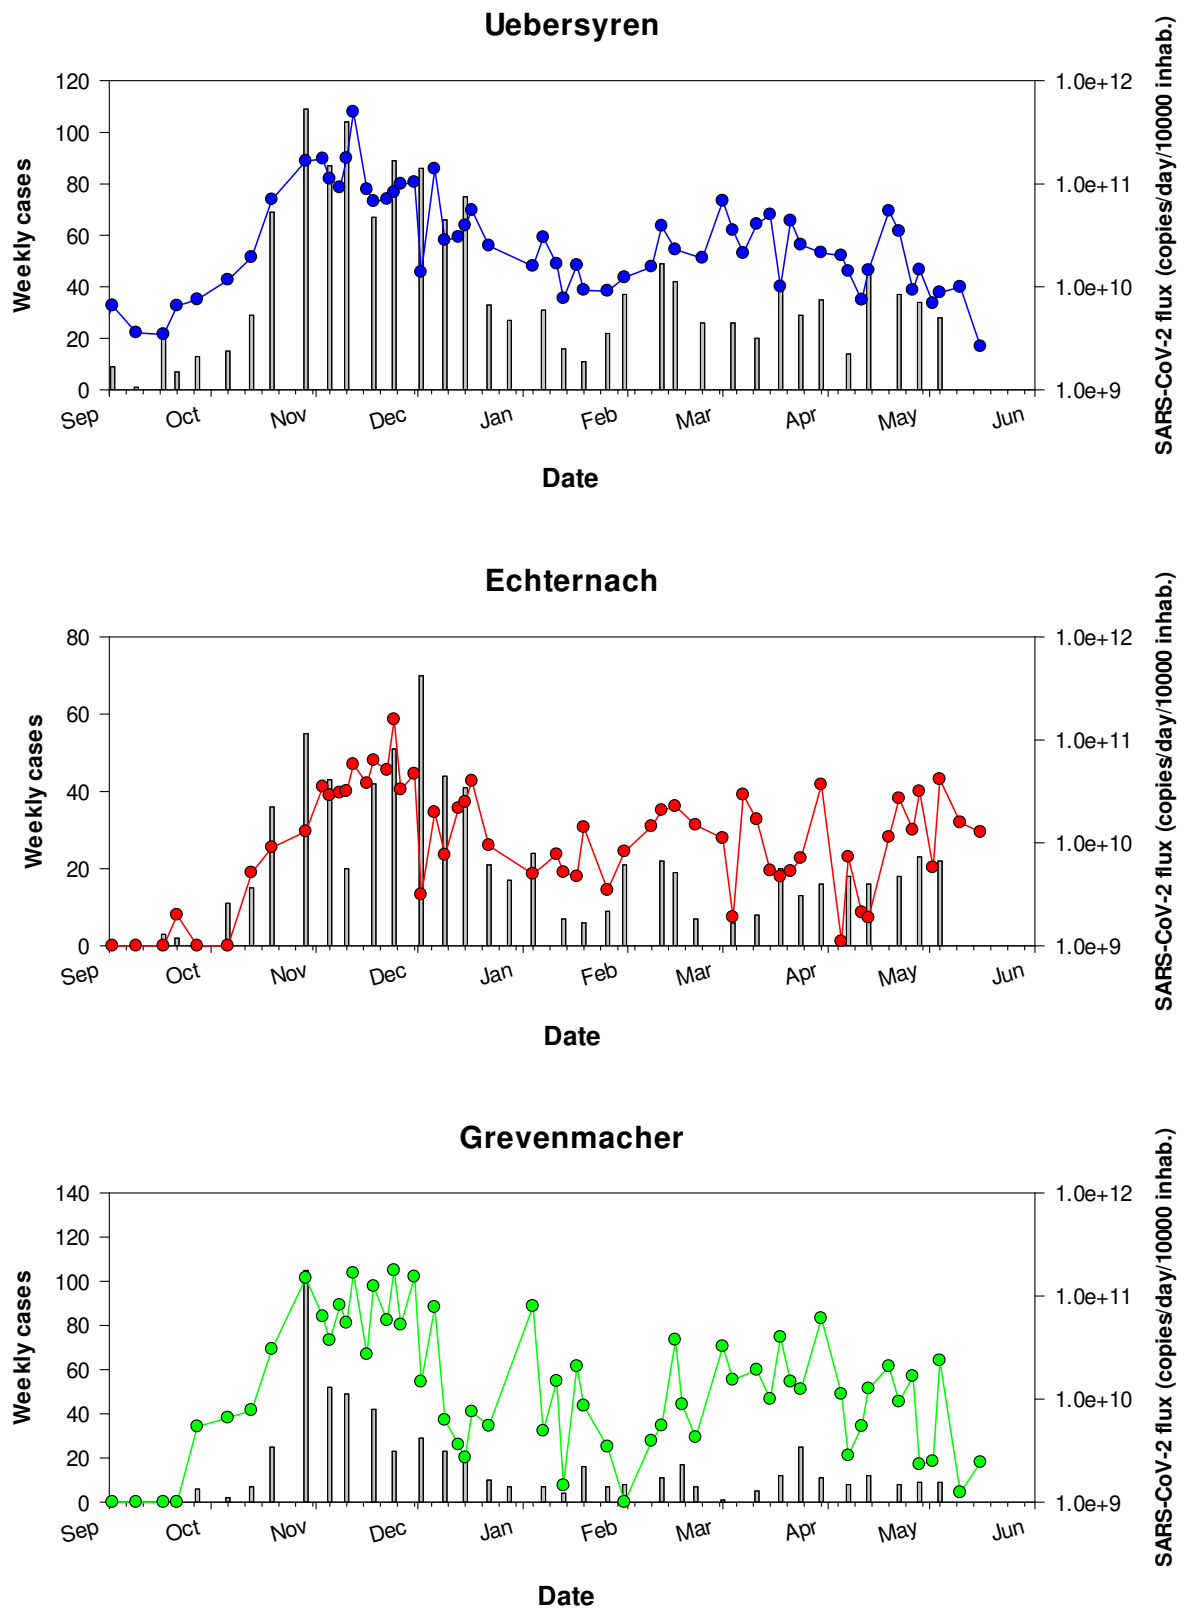 Uebersyren
120
100
80
60
40
20
0
Weekly cases
1.0e+12
1.0e+11
1.0e+10
1.0e+9
SARS-CoV-2 flux (copies/day/10000 inhab.)
Sep Oct Nov Dec Jan Feb Mar Apr May Jun
Date
Echternach
80
60
40
20
0
Weekly cases
1.0e+12
1.0e+11
1.0e+10
1.0e+9
SARS-CoV-2 flux (copies/day/10000 inhab.)
Sep Oct Nov Dec Jan Feb Mar Apr May Jun
Date
Grevenmacher
140
120
100
80
60
40
20
0
Weekly cases
1.0e+12
1.0e+11
1.0e+10
1.0e+9
SARS-CoV-2 flux (copies/day/10000 inhab.)
Sep Oct Nov Dec Jan Feb Mar Apr May Jun
Date